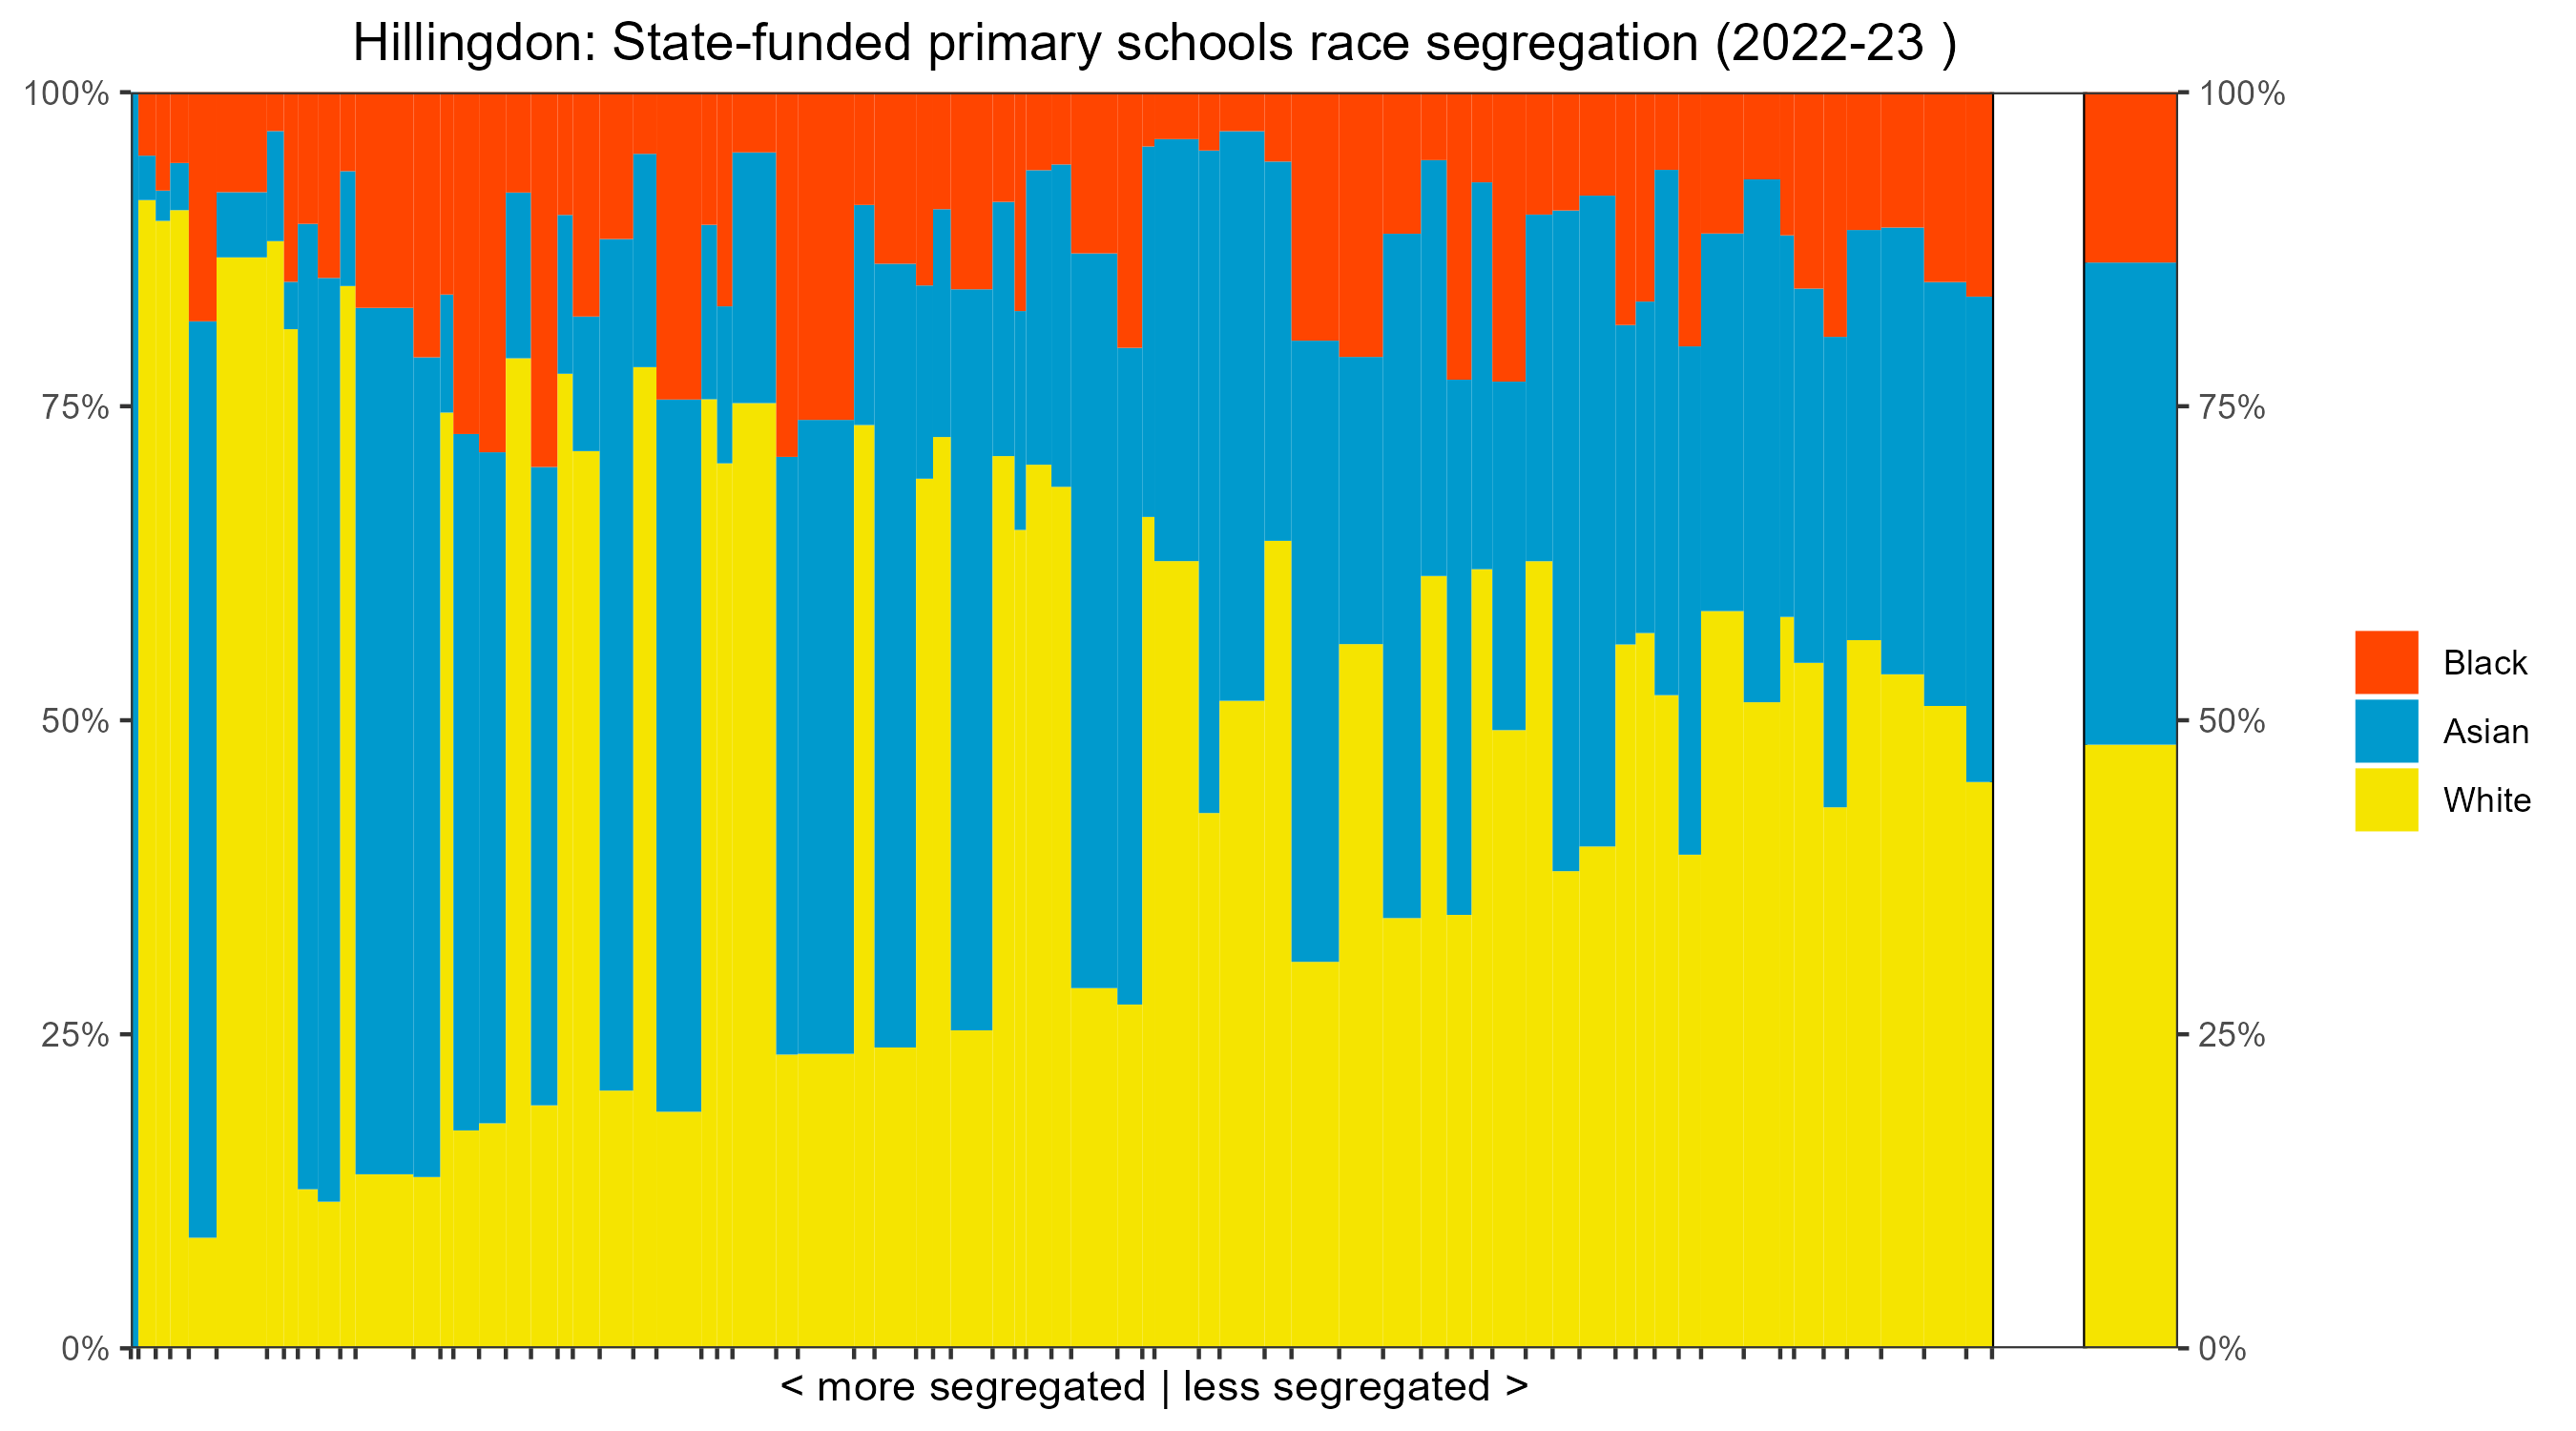 Hillingdon: State-funded primary schools race segregation (2022-23 )
100%
75%
50%
25%
0%
100%
75%
50%
25%
0%
Black
Asian
White
< more segregated | less segregated >